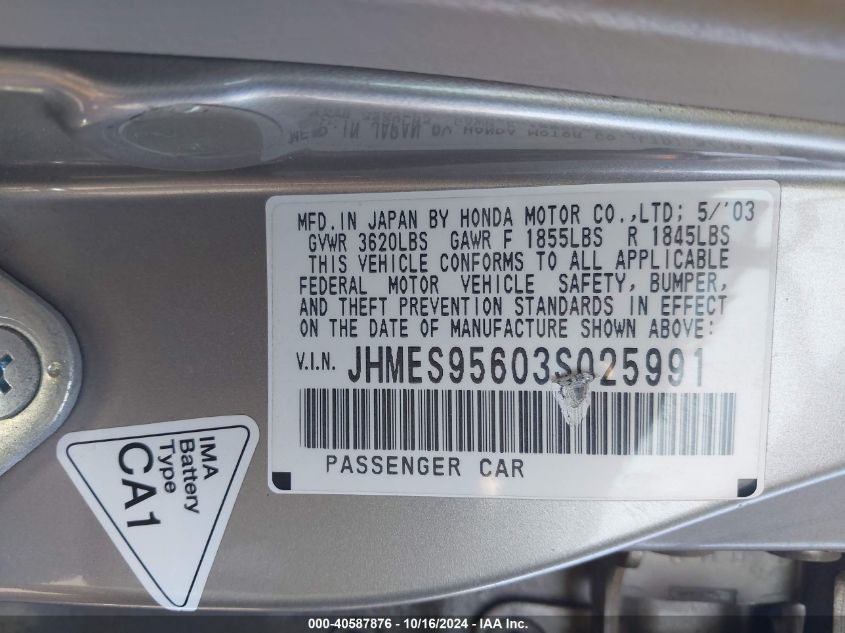 MFD.IN JAPAN BY HONDA MOTOR CO.,LTD; 5/'03
GVWR 3620LBS GAWR F 1855LBS R 1845LBS
THIS VEHICLE CONFORMS TO ALL APPLICABLE
FEDERAL MOTOR VEHICLE SAFETY, BUMPER,
AND THEFT PREVENTION STANDARDS IN EFFECT
ON THE DATE OF MANUFACTURE SHOWN ABOVE:
V.I.N. JHMES95603S025991
PASSENGER CAR
IMA
Battery
Type
CA1
000-40587876 / 10/16/2024 - IAA Inc.